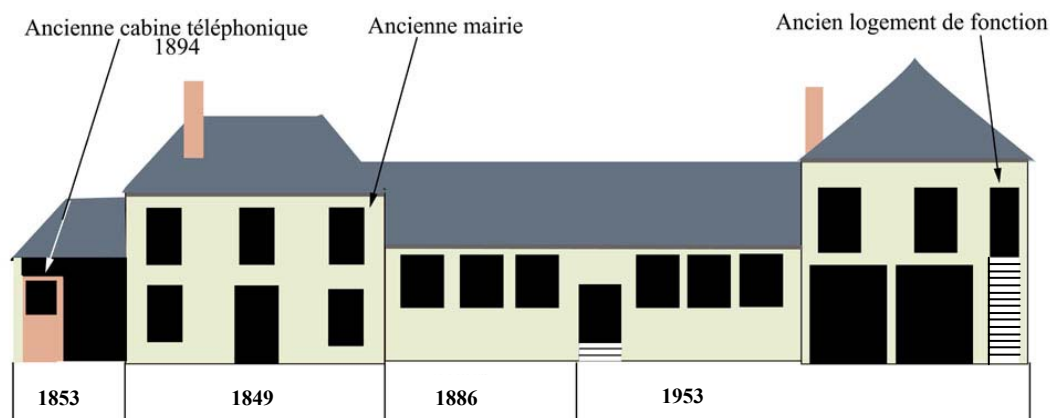 Ancienne cabine téléphonique
1894
Ancienne mairie
Ancien logement de fonction
1853
1849
1886
1953